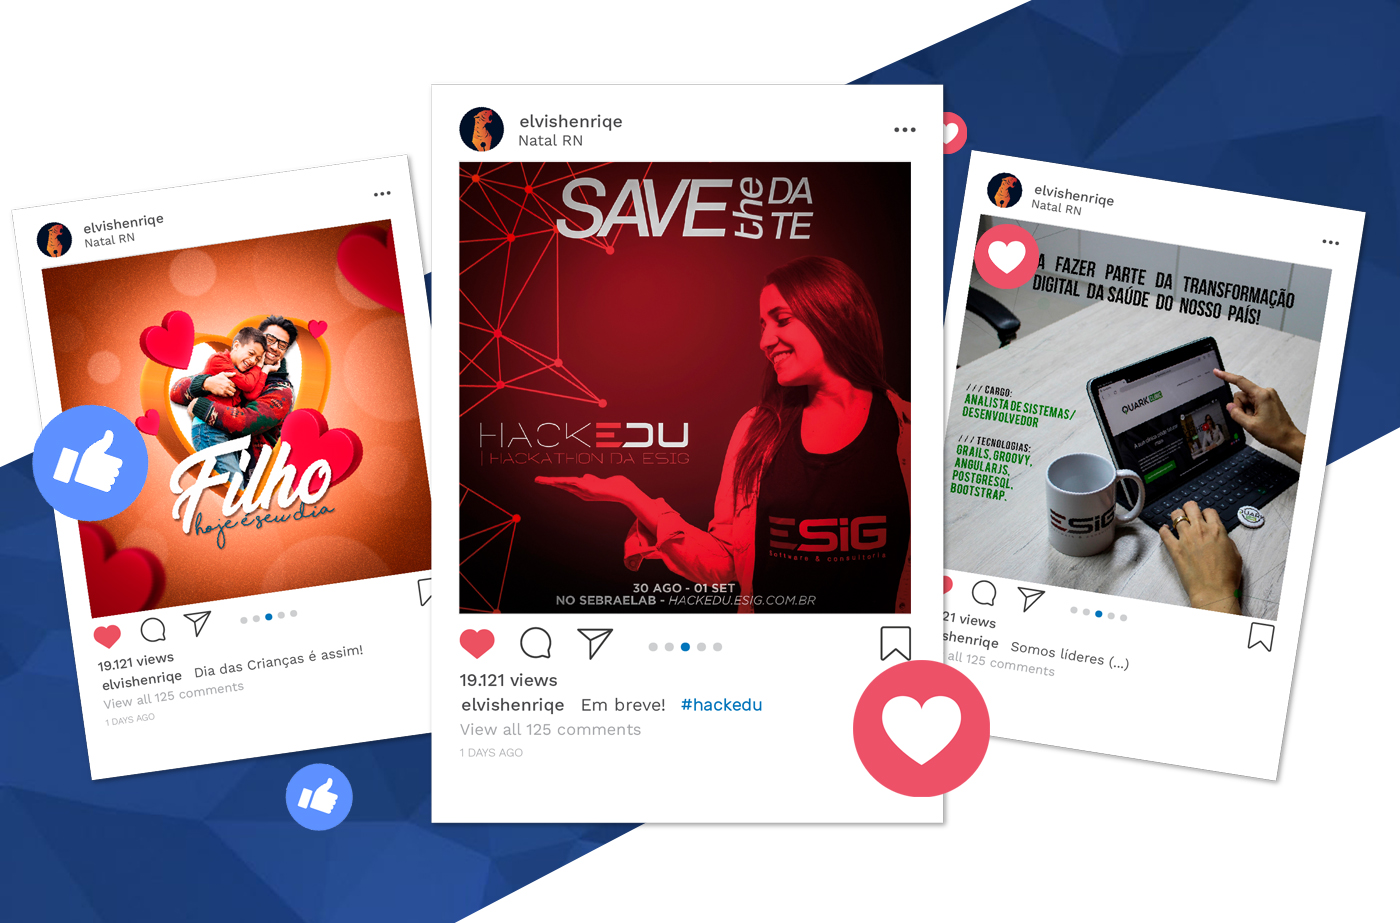 elvishenriqe
Natal RN
Filho
hoje é seu dia
19.121 views
elvishenriqe Dia das Crianças é assim!
View all 125 comments
1 DAYS AGO
elvishenriqe
Natal RN
SAVE the DA
TE
HACKEDU
HACKATHON DA ESIG
ESiG
Software & consultoria
30 AGO - 01 SET
NO SEBRAELAB - HACKEDU.ESIG.COM.BR
19.121 views
elvishenriqe Em breve! #hackedu
View all 125 comments
1 DAYS AGO
elvishenriqe
Natal RN
A FAZER PARTE DA TRANSFORMAÇÃO
DIGITAL DA SAÚDE DO NOSSO PAÍS!
/ / / CARGO:
ANALISTA DE SISTEMAS/
DESENVOLVEDOR
/ / / TECNOLOGIAS:
GRAILS, GROOVY,
ANGULARJS,
POSTGRESQL,
BOOTSTRAP.
QUARK CLINIC
ESiG
21 views
shenriqe Somos líderes (...)
all 125 comments